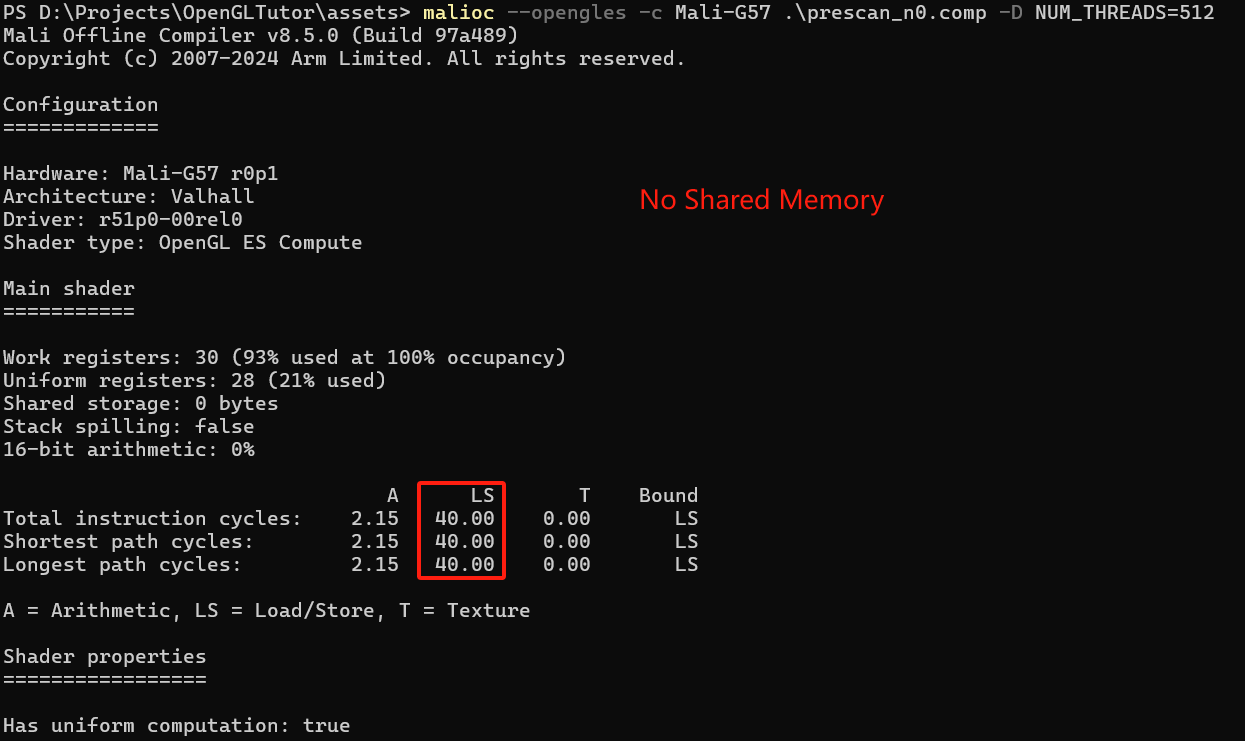 PS D:\Projects\OpenGLTutor\assets> malioc --opengles -c Mali-G57 .\prescan_n0.comp -D NUM_THREADS=512
Mali Offline Compiler v8.5.0 (Build 97a489)
Copyright (c) 2007-2024 Arm Limited. All rights reserved.
Configuration
=============
Hardware: Mali-G57 r0p1
No Shared Memory
Architecture: Valhall
Driver: r51p0-00rel0
Shader type: OpenGL ES Compute
Main shader
===========
Work registers: 30 (93% used at 100% occupancy)
Uniform registers: 28 (21% used)
Shared storage: 0 bytes
Stack spilling: false
16-bit arithmetic: 0%
A LS T Bound
Total instruction cycles: 2.15 40.00 0.00 LS
Shortest path cycles: 2.15 40.00 0.00 LS
Longest path cycles: 2.15 40.00 0.00 LS
A = Arithmetic, LS = Load/Store, T = Texture
Shader properties
=================
Has uniform computation: true